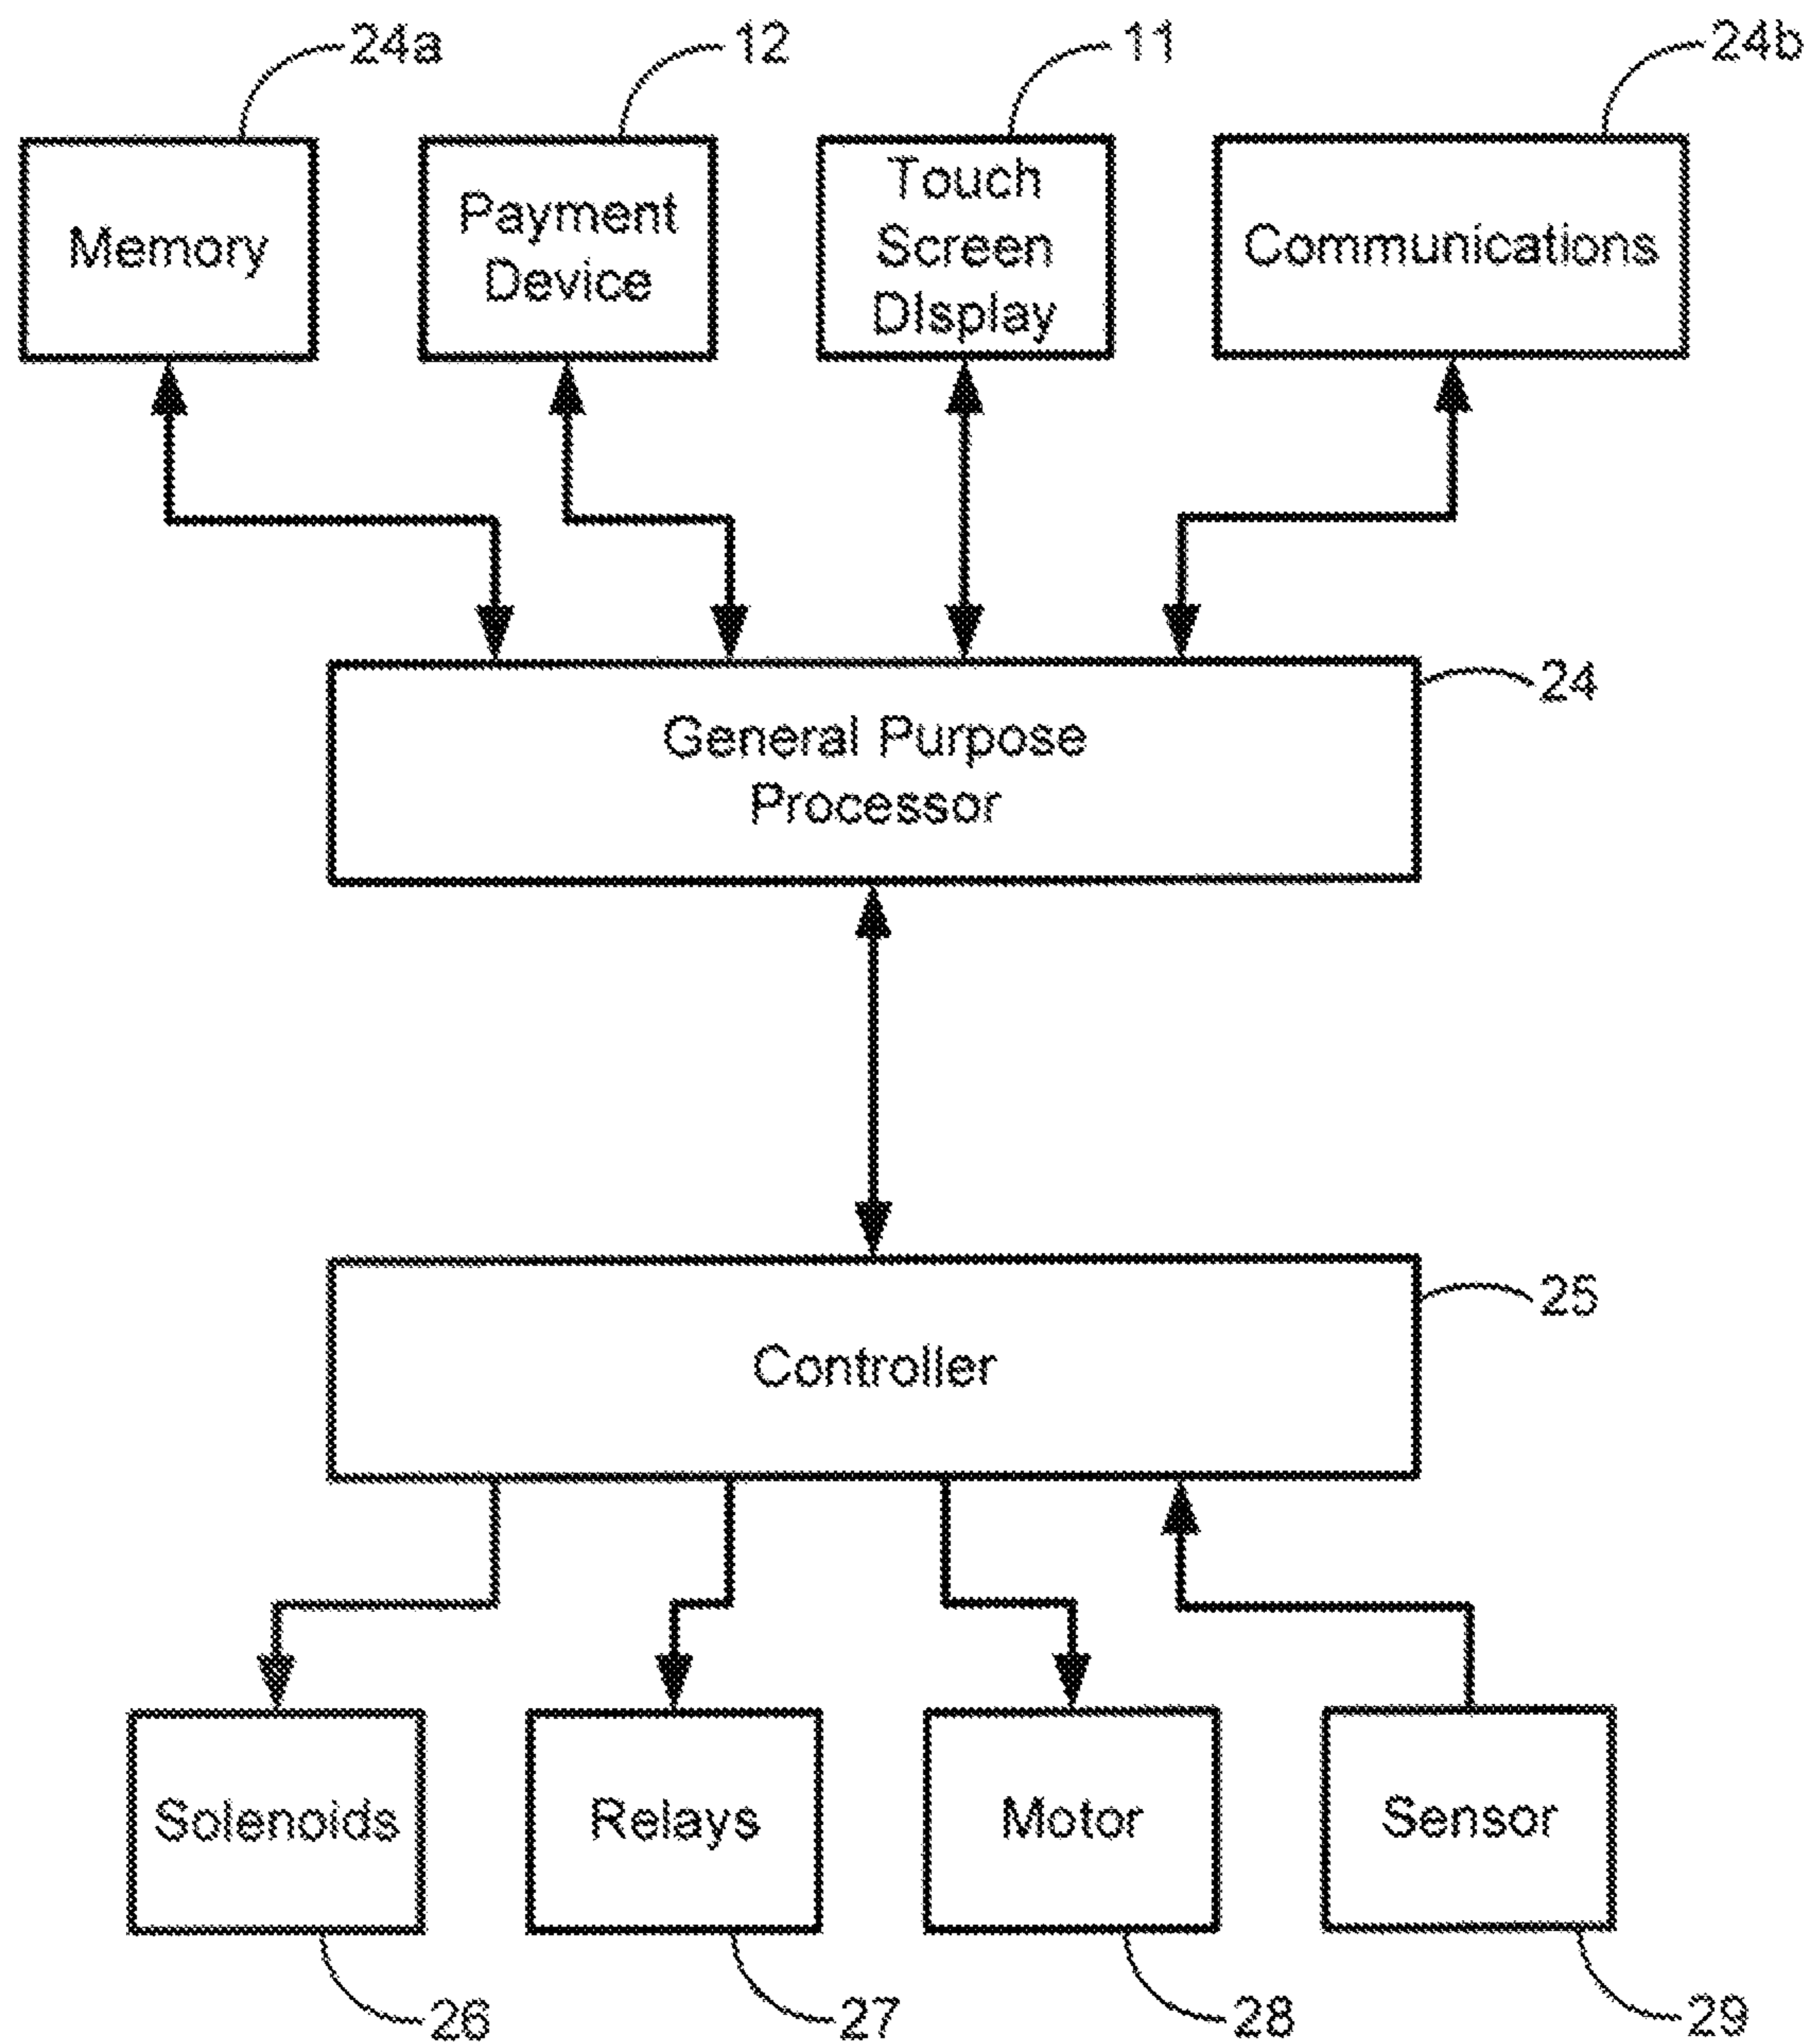 24a
12
11
24b
Memory
Payment
Device
Touch
Screen
DIsplay
Communications
24
General Purpose
Processor
25
Controller
Solenoids
Relays
Motor
Sensor
26
27
28
29